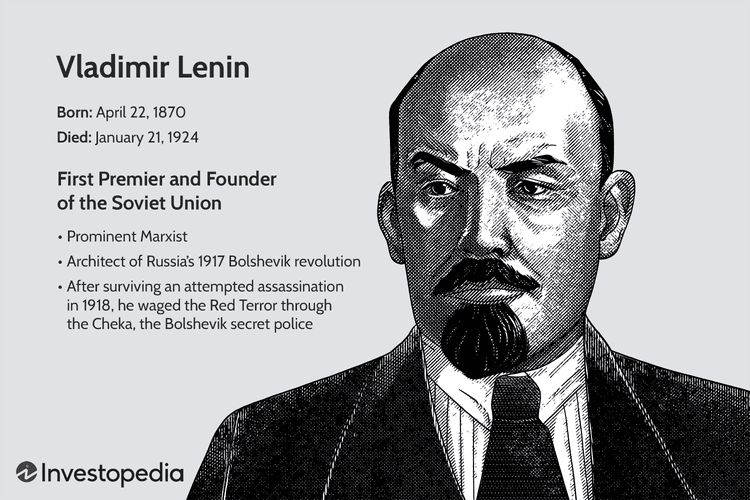 Vladimir Lenin
Born: April 22, 1870
Died: January 21, 1924
First Premier and Founder
of the Soviet Union
• Prominent Marxist
• Architect of Russia's 1917 Bolshevik revolution
• After surviving an attempted assassination
in 1918, he waged the Red Terror through
the Cheka, the Bolshevik secret police
Investopedia